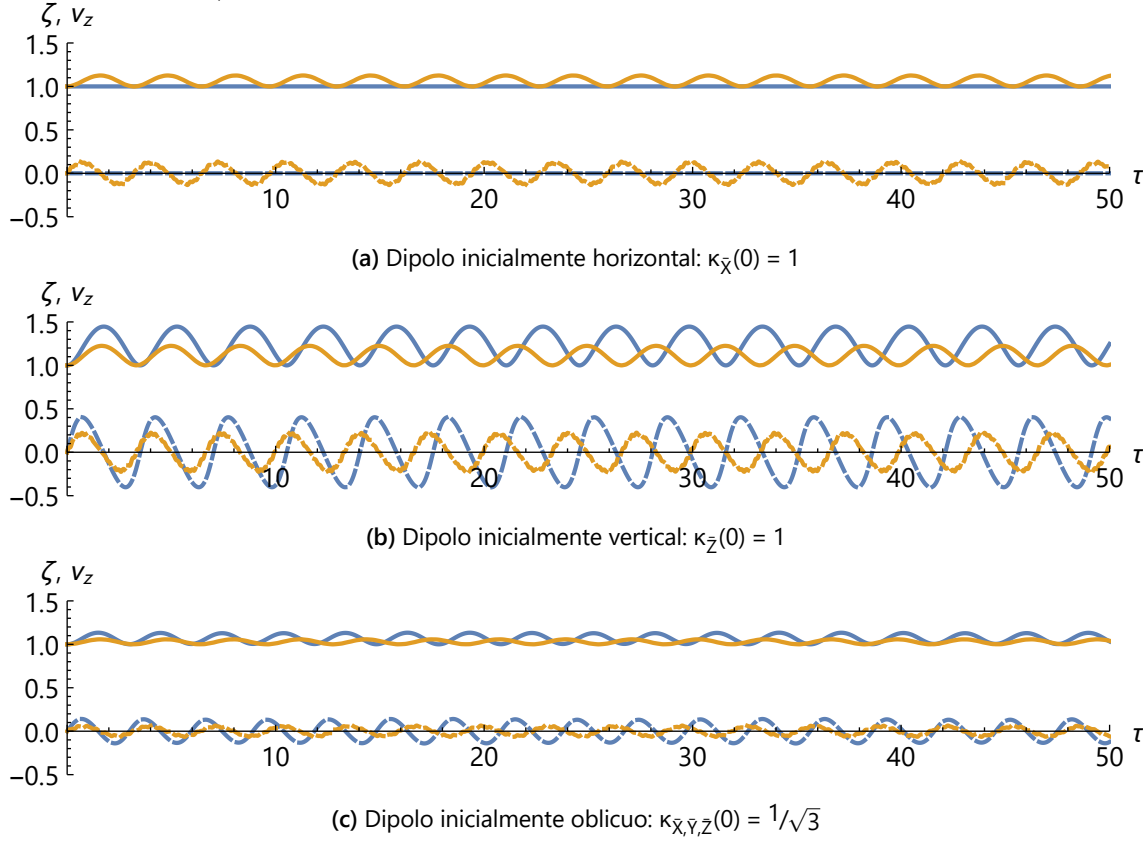 ζ, v_z
1.5
1.0
0.5
0.0
−0.5
10 20 30 40 50
τ
(a) Dipolo inicialmente horizontal: κ_X̄(0) = 1
ζ, v_z
1.5
1.0
0.5
0.0
−0.5
10 20 30 40 50
τ
(b) Dipolo inicialmente vertical: κ_Z̄(0) = 1
ζ, v_z
1.5
1.0
0.5
0.0
−0.5
10 20 30 40 50
τ
(c) Dipolo inicialmente oblicuo: κ_X̄,Ȳ,Z̄(0) = 1/√3